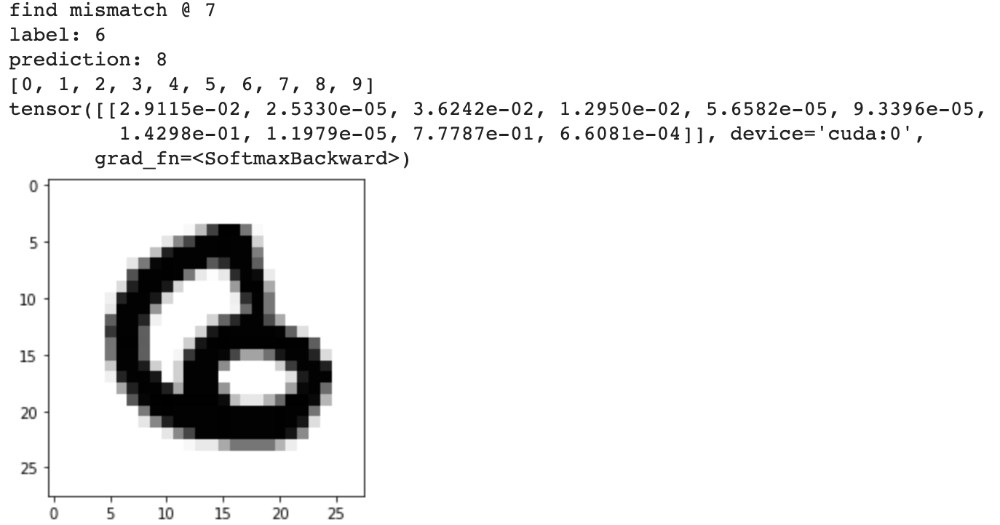 find mismatch @ 7
label: 6
prediction: 8
[0, 1, 2, 3, 4, 5, 6, 7, 8, 9]
tensor([[2.9115e-02, 2.5330e-05, 3.6242e-02, 1.2950e-02, 5.6582e-05, 9.3396e-05,
1.4298e-01, 1.1979e-05, 7.7787e-01, 6.6081e-04]], device='cuda:0',
grad_fn=<SoftmaxBackward>)
0
5
10
15
20
25
0 5 10 15 20 25